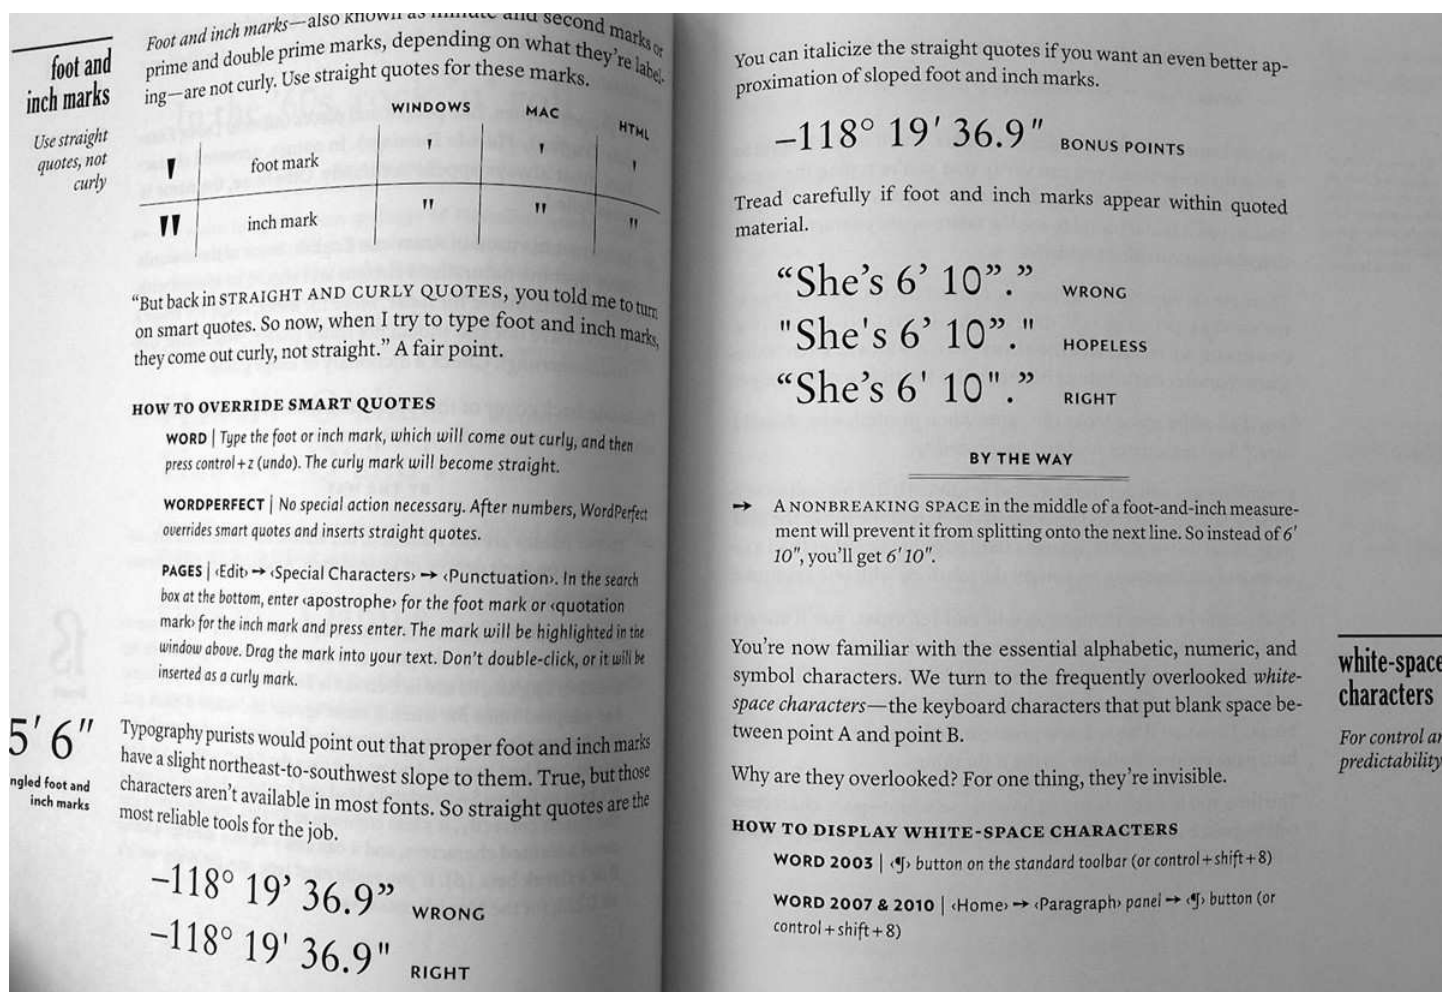 foot and
inch marks
Use straight
quotes, not
curly
Foot and inch marks—also known as minute and second marks or
prime and double prime marks, depending on what they’re label-
ing—are not curly. Use straight quotes for these marks.
WINDOWS MAC HTML
' foot mark ' ' '
" inch mark " " "
“But back in STRAIGHT AND CURLY QUOTES, you told me to turn
on smart quotes. So now, when I try to type foot and inch marks,
they come out curly, not straight.” A fair point.
HOW TO OVERRIDE SMART QUOTES
WORD | Type the foot or inch mark, which will come out curly, and then
press control+z (undo). The curly mark will become straight.
WORDPERFECT | No special action necessary. After numbers, WordPerfect
overrides smart quotes and inserts straight quotes.
PAGES | ‹Edit› → ‹Special Characters› → ‹Punctuation›. In the search
box at the bottom, enter ‹apostrophe› for the foot mark or ‹quotation
mark› for the inch mark and press enter. The mark will be highlighted in the
window above. Drag the mark into your text. Don’t double-click, or it will be
inserted as a curly mark.
5′ 6″
ngled foot and
inch marks
Typography purists would point out that proper foot and inch marks
have a slight northeast-to-southwest slope to them. True, but those
characters aren’t available in most fonts. So straight quotes are the
most reliable tools for the job.
–118° 19’ 36.9” WRONG
–118° 19' 36.9" RIGHT
You can italicize the straight quotes if you want an even better ap-
proximation of sloped foot and inch marks.
–118° 19′ 36.9″ BONUS POINTS
Tread carefully if foot and inch marks appear within quoted
material.
“She’s 6’ 10”.” WRONG
"She's 6’ 10”." HOPELESS
“She’s 6' 10".” RIGHT
BY THE WAY
→ A NONBREAKING SPACE in the middle of a foot-and-inch measure-
ment will prevent it from splitting onto the next line. So instead of 6′
10″, you’ll get 6′ 10″.
You’re now familiar with the essential alphabetic, numeric, and
symbol characters. We turn to the frequently overlooked white-
space characters—the keyboard characters that put blank space be-
tween point A and point B.
Why are they overlooked? For one thing, they’re invisible.
white-space
characters
For control an
predictability
HOW TO DISPLAY WHITE-SPACE CHARACTERS
WORD 2003 | ‹¶› button on the standard toolbar (or control+shift+8)
WORD 2007 & 2010 | ‹Home› → ‹Paragraph› panel → ‹¶› button (or
control+shift+8)